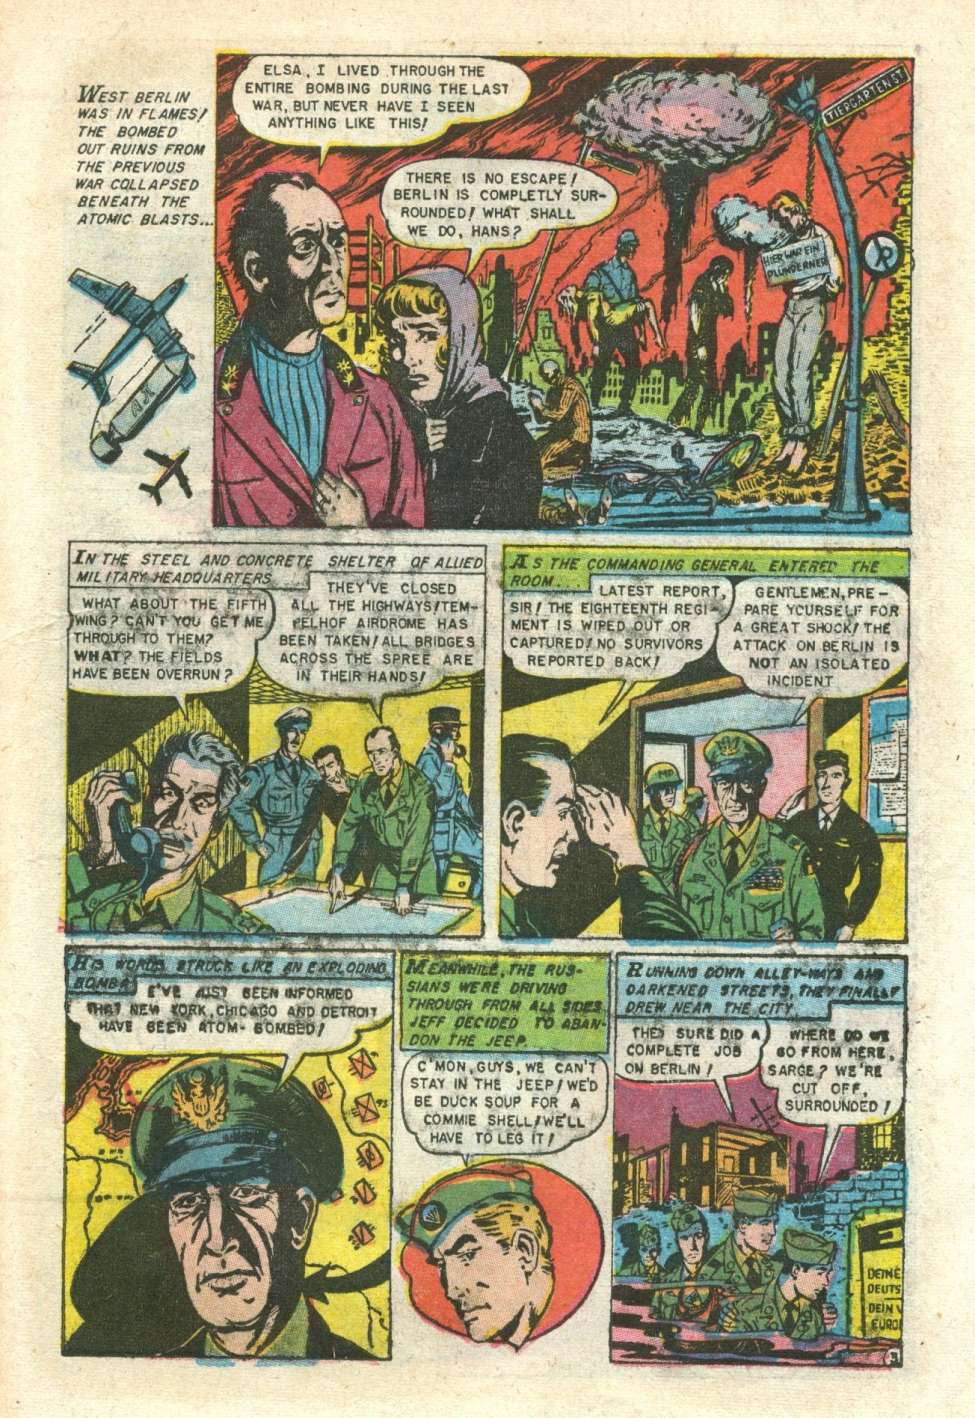 WEST BERLIN
WAS IN FLAMES!
THE BOMBED
OUT RUINS FROM
THE PREVIOUS
WAR COLLAPSED
BENEATH THE
ATOMIC BLASTS...
ELSA, I LIVED THROUGH THE
ENTIRE BOMBING DURING THE LAST
WAR, BUT NEVER HAVE I SEEN
ANYTHING LIKE THIS!
THERE IS NO ESCAPE!
BERLIN IS COMPLETLY SUR-
ROUNDED! WHAT SHALL
WE DO, HANS?
TIERGARTENST.
HIER WAR EIN
PLUNDERNER
IN THE STEEL AND CONCRETE SHELTER OF ALLIED
MILITARY HEADQUARTERS
WHAT ABOUT THE FIFTH
WING? CAN'T YOU GET ME
THROUGH TO THEM?
WHAT? THE FIELDS
HAVE BEEN OVERRUN?
THEY'VE CLOSED
ALL THE HIGHWAYS! TEM-
PELHOF AIRDROME HAS
BEEN TAKEN! ALL BRIDGES
ACROSS THE SPREE ARE
IN THEIR HANDS!
AS THE COMMANDING GENERAL ENTERED THE
ROOM...
LATEST REPORT,
SIR! THE EIGHTEENTH REGI-
MENT IS WIPED OUT OR
CAPTURED! NO SURVIVORS
REPORTED BACK!
GENTLEMEN, PRE-
PARE YOURSELF FOR
A GREAT SHOCK! THE
ATTACK ON BERLIN IS
NOT AN ISOLATED
INCIDENT
MP
HIS WORDS STRUCK LIKE AN EXPLODING
BOMB!
I'VE JUST BEEN INFORMED
THAT NEW YORK, CHICAGO AND DETROIT
HAVE BEEN ATOM-BOMBED!
MEANWHILE, THE RUS-
SIANS WERE DRIVING
THROUGH FROM ALL SIDES.
JEFF DECIDED TO ABAN-
DON THE JEEP...
C'MON, GUYS, WE CAN'T
STAY IN THE JEEP! WE'D
BE DUCK SOUP FOR A
COMMIE SHELL! WE'LL
HAVE TO LEG IT!
RUNNING DOWN ALLEY-WAYS AND
DARKENED STREETS, THEY FINALLY
DREW NEAR THE CITY...
THEY SURE DID A
COMPLETE JOB
ON BERLIN!
WHERE DO WE
GO FROM HERE,
SARGE? WE'RE
CUT OFF,
SURROUNDED!
E
DEINE
DEUTS
DEIN
EURO
3